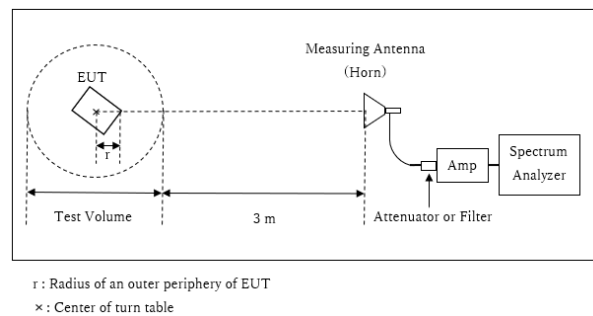 Measuring Antenna
(Horn)
EUT
×
r
Amp
Spectrum
Analyzer
Test Volume
3 m
Attenuator or Filter
r : Radius of an outer periphery of EUT
× : Center of turn table